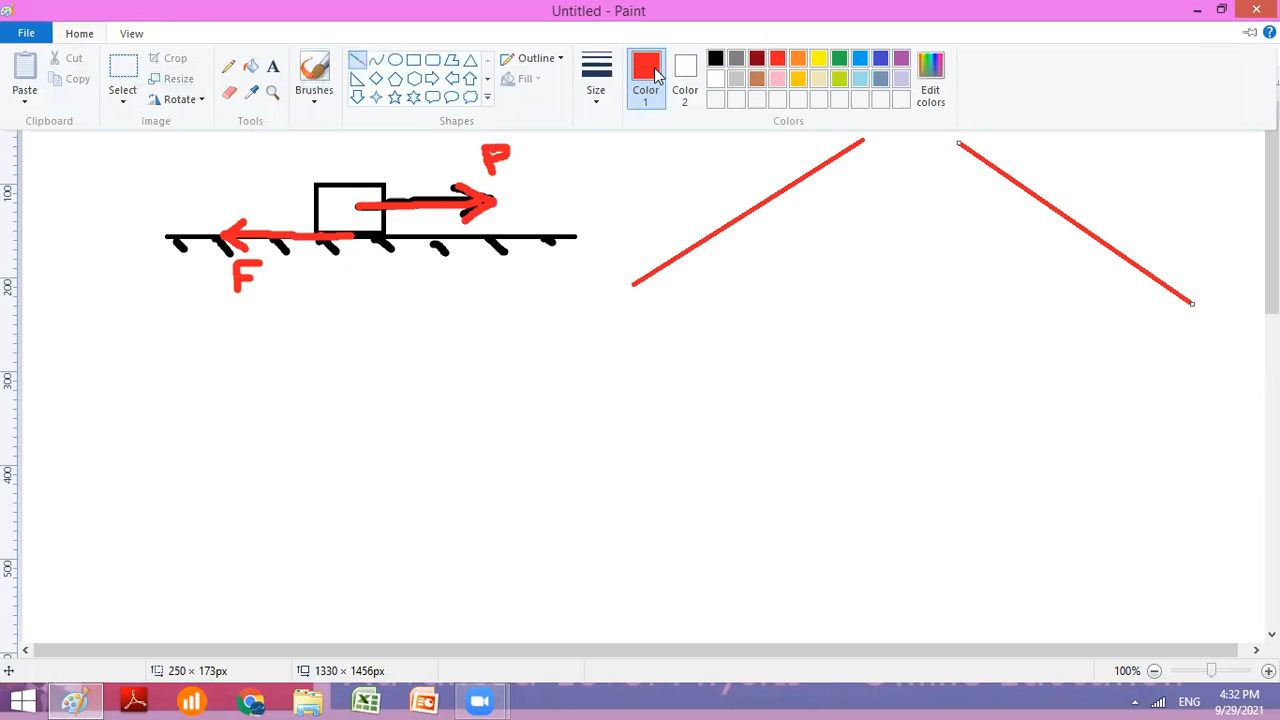 Untitled - Paint
File
Home
View
Paste
Cut
Copy
Clipboard
Select
Crop
Resize
Rotate
Image
A
Tools
Brushes
Outline
Fill
Shapes
Size
Color 1
Color 2
Edit colors
Colors
100
200
300
400
500
P
F
250 × 173px
1330 × 1456px
100%
ENG
4:32 PM
9/29/2021